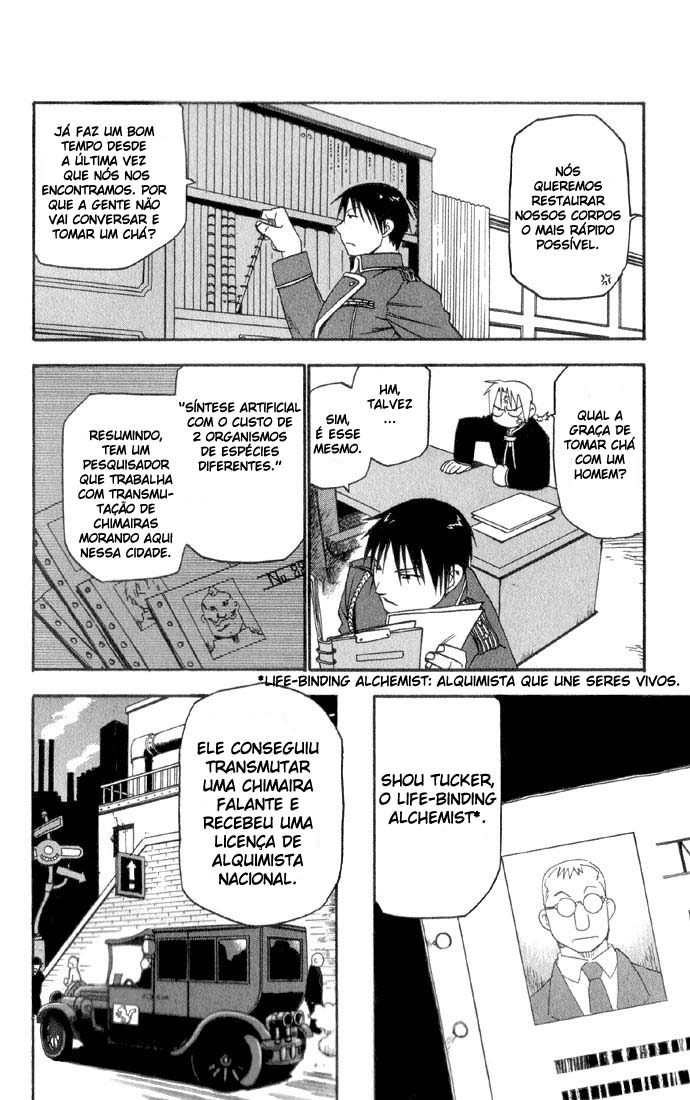 NÓS
QUEREMOS
RESTAURAR
NOSSOS CORPOS
O MAIS RÁPIDO
POSSÍVEL.
JÁ FAZ UM BOM
TEMPO DESDE
A ÚLTIMA VEZ
QUE NÓS NOS
ENCONTRAMOS. POR
QUE A GENTE NÃO
VAI CONVERSAR E
TOMAR UM CHÁ?
QUAL A
GRAÇA DE
TOMAR CHÁ
COM UM
HOMEM?
HM,
TALVEZ
...
SIM,
É ESSE
MESMO.
"SÍNTESE ARTIFICIAL
COM O CUSTO DE
2 ORGANISMOS
DE ESPÉCIES
DIFERENTES."
RESUMINDO,
TEM UM
PESQUISADOR
QUE TRABALHA
COM TRANSMU-
TAÇÃO DE
CHIMAIRAS
MORANDO AQUI
NESSA CIDADE.
*LIFE-BINDING ALCHEMIST: ALQUIMISTA QUE UNE SERES VIVOS.
SHOU TUCKER,
O LIFE-BINDING
ALCHEMIST*.
ELE CONSEGUIU
TRANSMUTAR
UMA CHIMAIRA
FALANTE E
RECEBEU UMA
LICENÇA DE
ALQUIMISTA
NACIONAL.